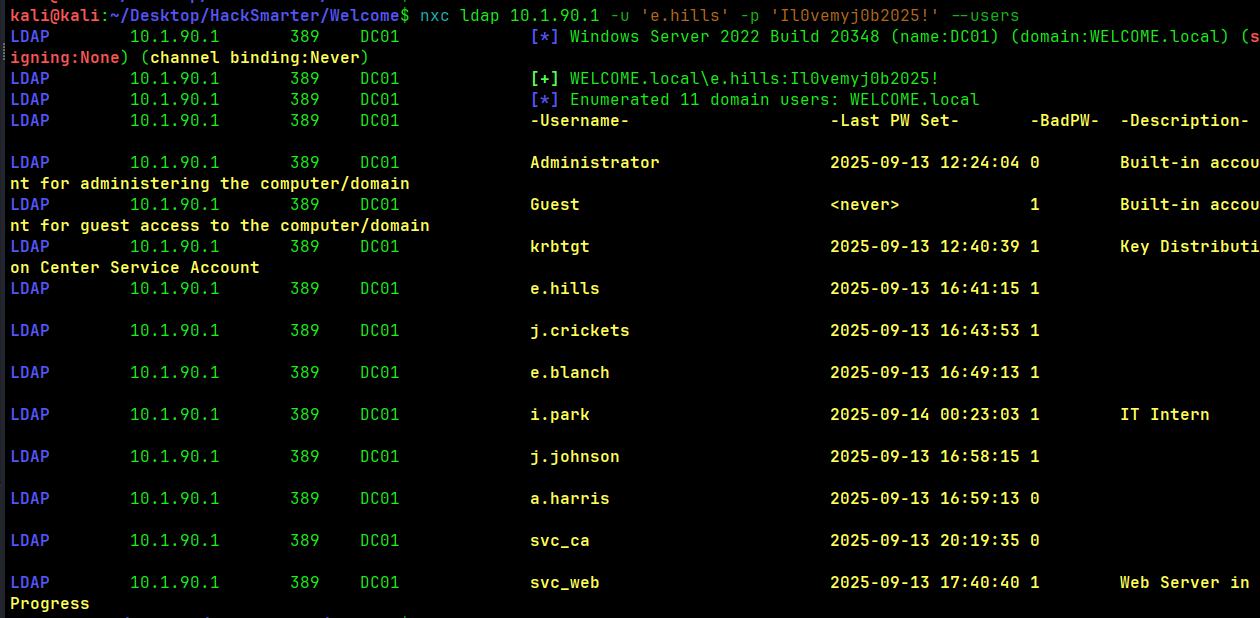 kali@kali:~/Desktop/HackSmarter/Welcome$ nxc ldap 10.1.90.1 -u 'e.hills' -p 'Il0vemyj0b2025!' --users
LDAP 10.1.90.1 389 DC01 [*] Windows Server 2022 Build 20348 (name:DC01) (domain:WELCOME.local) (s
igning:None) (channel binding:Never)
LDAP 10.1.90.1 389 DC01 [+] WELCOME.local\e.hills:Il0vemyj0b2025!
LDAP 10.1.90.1 389 DC01 [*] Enumerated 11 domain users: WELCOME.local
LDAP 10.1.90.1 389 DC01 -Username- -Last PW Set- -BadPW- -Description-
LDAP 10.1.90.1 389 DC01 Administrator 2025-09-13 12:24:04 0 Built-in accou
nt for administering the computer/domain
LDAP 10.1.90.1 389 DC01 Guest <never> 1 Built-in accou
nt for guest access to the computer/domain
LDAP 10.1.90.1 389 DC01 krbtgt 2025-09-13 12:40:39 1 Key Distributi
on Center Service Account
LDAP 10.1.90.1 389 DC01 e.hills 2025-09-13 16:41:15 1
LDAP 10.1.90.1 389 DC01 j.crickets 2025-09-13 16:43:53 1
LDAP 10.1.90.1 389 DC01 e.blanch 2025-09-13 16:49:13 1
LDAP 10.1.90.1 389 DC01 i.park 2025-09-14 00:23:03 1 IT Intern
LDAP 10.1.90.1 389 DC01 j.johnson 2025-09-13 16:58:15 1
LDAP 10.1.90.1 389 DC01 a.harris 2025-09-13 16:59:13 0
LDAP 10.1.90.1 389 DC01 svc_ca 2025-09-13 20:19:35 0
LDAP 10.1.90.1 389 DC01 svc_web 2025-09-13 17:40:40 1 Web Server in
Progress